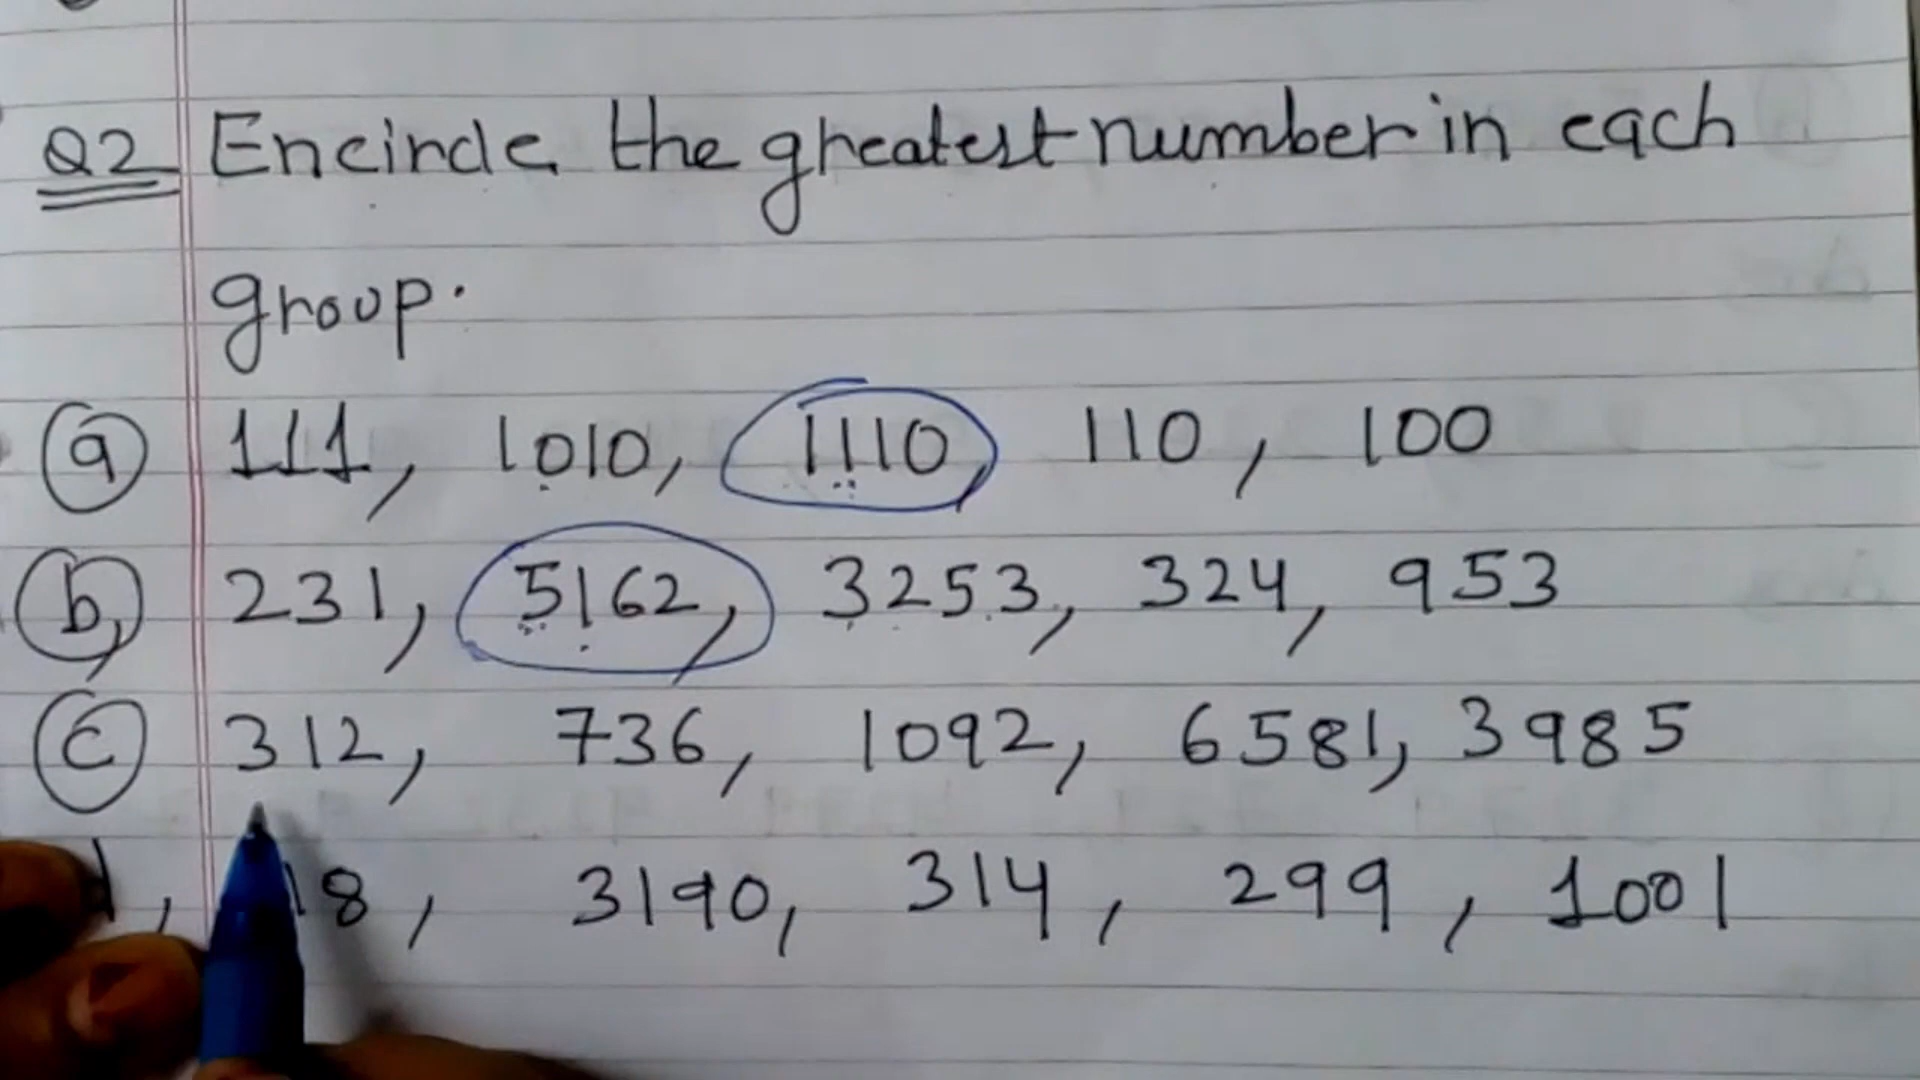 Q2 Encircle the greatest number in each
group.
a 111, 1010, 1110, 110, 100
b, 231, 5162, 3253, 324, 953
c 312, 736, 1092, 6581, 3985
d, 3190, 314, 299, 1001